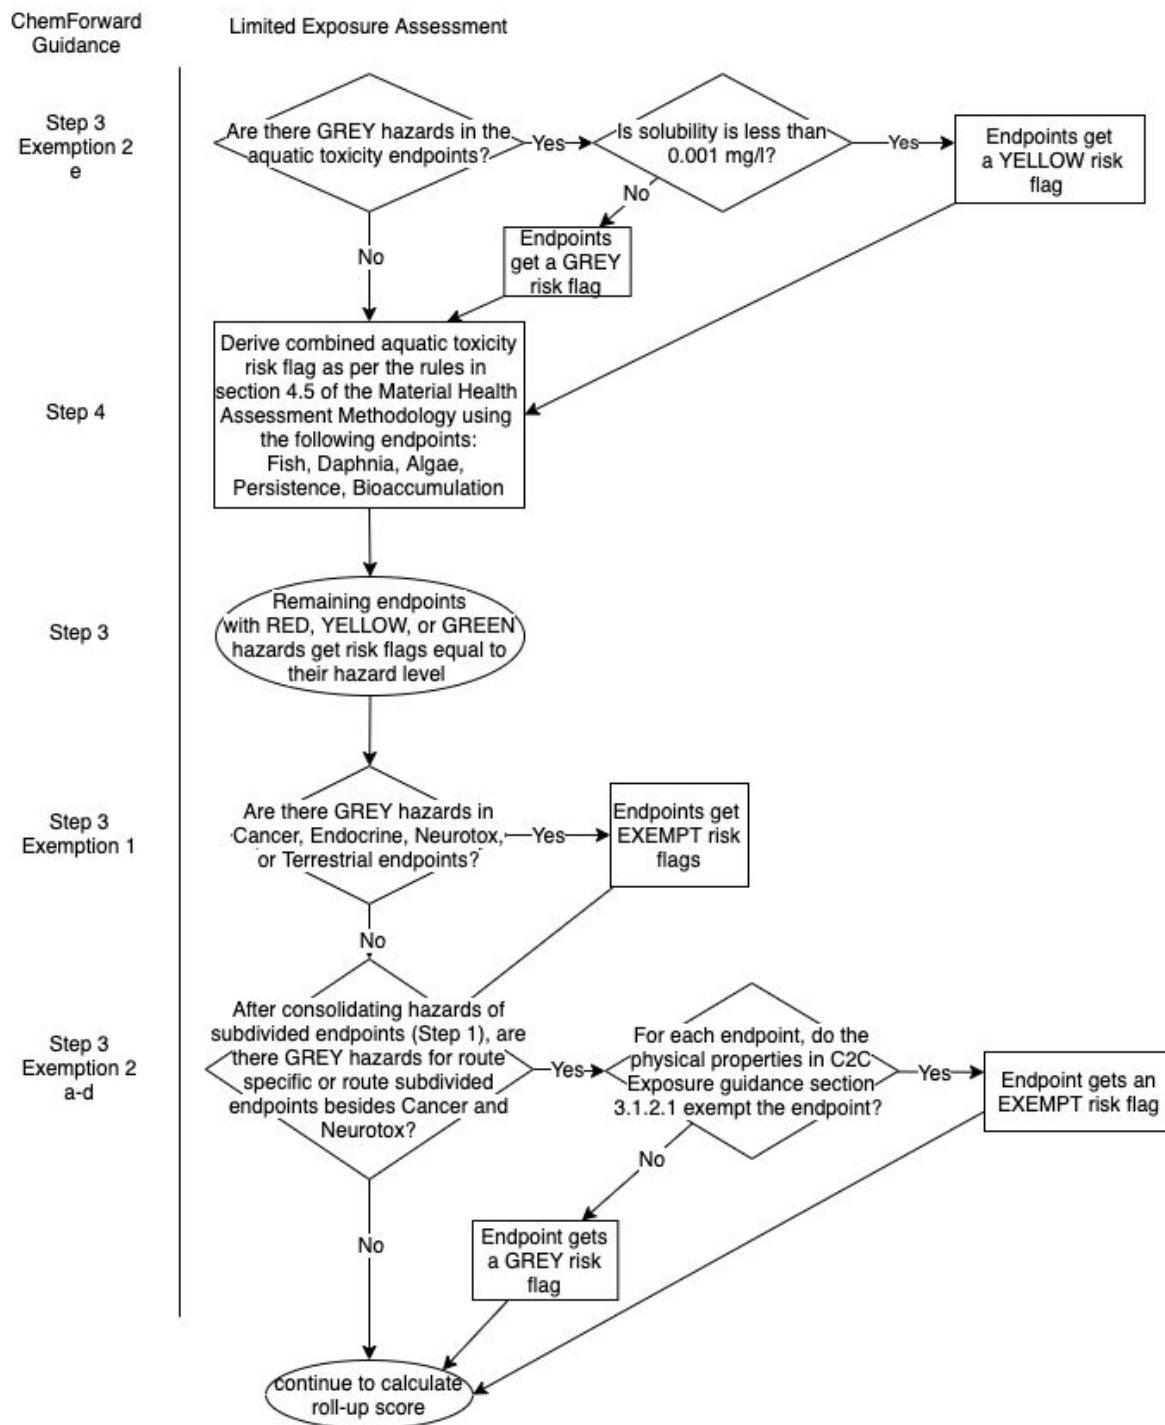 ChemForward
Guidance
Limited Exposure Assessment
Step 3
Exemption 2
e
Are there GREY hazards in the
aquatic toxicity endpoints?
Yes
Is solubility is less than
0.001 mg/l?
Yes
Endpoints get
a YELLOW risk
flag
No
Endpoints
get a GREY
risk flag
No
Step 4
Derive combined aquatic toxicity
risk flag as per the rules in
section 4.5 of the Material Health
Assessment Methodology using
the following endpoints:
Fish, Daphnia, Algae,
Persistence, Bioaccumulation
Step 3
Remaining endpoints
with RED, YELLOW, or GREEN
hazards get risk flags equal to
their hazard level
Step 3
Exemption 1
Are there GREY hazards in
Cancer, Endocrine, Neurotox,
or Terrestrial endpoints?
Yes
Endpoints get
EXEMPT risk
flags
No
Step 3
Exemption 2
a-d
After consolidating hazards of
subdivided endpoints (Step 1), are
there GREY hazards for route
specific or route subdivided
endpoints besides Cancer and
Neurotox?
Yes
For each endpoint, do the
physical properties in C2C
Exposure guidance section
3.1.2.1 exempt the endpoint?
Yes
Endpoint gets an
EXEMPT risk flag
No
Endpoint gets
a GREY risk
flag
No
continue to calculate
roll-up score